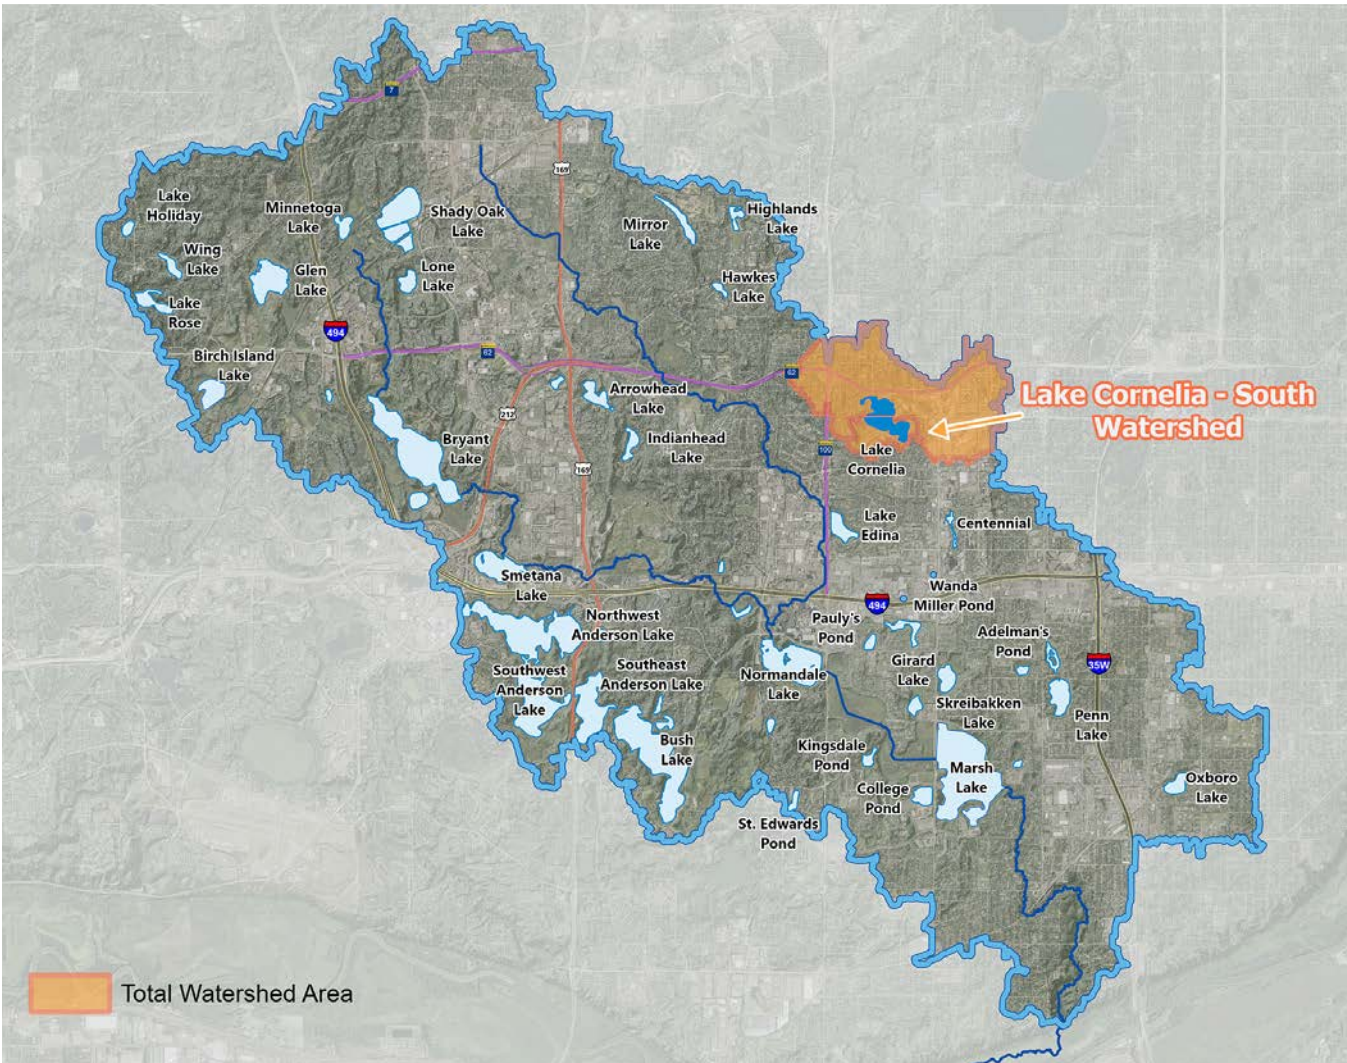 7
169
Lake
Holiday
Minnetoga
Lake
Shady Oak
Lake
Mirror
Lake
Highlands
Lake
Wing
Lake
Glen
Lake
Lone
Lake
Hawkes
Lake
Lake
Rose
494
62
Birch Island
Lake
62
Arrowhead
Lake
Lake Cornelia - South
Watershed
212
Bryant
Lake
Indianhead
Lake
100
Lake
Cornelia
169
Lake
Edina
Centennial
Smetana
Lake
Wanda
Miller Pond
494
Northwest
Anderson Lake
Pauly's
Pond
Adelman's
Pond
Southwest
Anderson
Lake
Southeast
Anderson Lake
Normandale
Lake
Girard
Lake
35W
Skreibakken
Lake
Penn
Lake
Bush
Lake
Kingsdale
Pond
Marsh
Lake
College
Pond
Oxboro
Lake
St. Edwards
Pond
Total Watershed Area